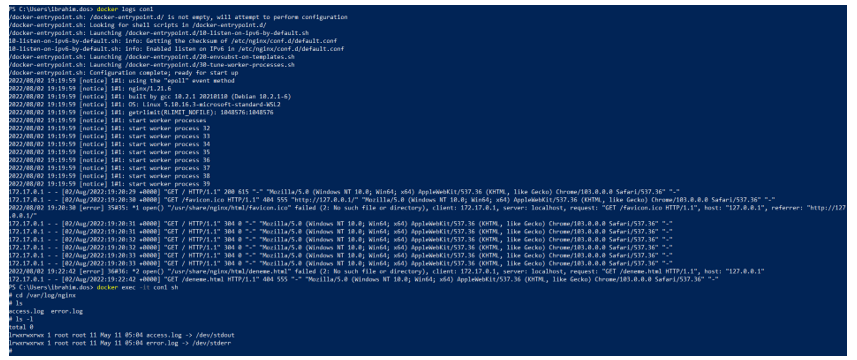 PS C:\Users\ibrahim.dos> docker logs con1
/docker-entrypoint.sh: /docker-entrypoint.d/ is not empty, will attempt to perform configuration
/docker-entrypoint.sh: Looking for shell scripts in /docker-entrypoint.d/
/docker-entrypoint.sh: Launching /docker-entrypoint.d/10-listen-on-ipv6-by-default.sh
10-listen-on-ipv6-by-default.sh: info: Getting the checksum of /etc/nginx/conf.d/default.conf
10-listen-on-ipv6-by-default.sh: info: Enabled listen on IPv6 in /etc/nginx/conf.d/default.conf
/docker-entrypoint.sh: Launching /docker-entrypoint.d/20-envsubst-on-templates.sh
/docker-entrypoint.sh: Launching /docker-entrypoint.d/30-tune-worker-processes.sh
/docker-entrypoint.sh: Configuration complete; ready for start up
2022/08/02 19:19:59 [notice] 1#1: using the "epoll" event method
2022/08/02 19:19:59 [notice] 1#1: nginx/1.21.6
2022/08/02 19:19:59 [notice] 1#1: built by gcc 10.2.1 20210110 (Debian 10.2.1-6)
2022/08/02 19:19:59 [notice] 1#1: OS: Linux 5.10.16.3-microsoft-standard-WSL2
2022/08/02 19:19:59 [notice] 1#1: getrlimit(RLIMIT_NOFILE): 1048576:1048576
2022/08/02 19:19:59 [notice] 1#1: start worker processes
2022/08/02 19:19:59 [notice] 1#1: start worker process 32
2022/08/02 19:19:59 [notice] 1#1: start worker process 33
2022/08/02 19:19:59 [notice] 1#1: start worker process 34
2022/08/02 19:19:59 [notice] 1#1: start worker process 35
2022/08/02 19:19:59 [notice] 1#1: start worker process 36
2022/08/02 19:19:59 [notice] 1#1: start worker process 37
2022/08/02 19:19:59 [notice] 1#1: start worker process 38
2022/08/02 19:19:59 [notice] 1#1: start worker process 39
172.17.0.1 - - [02/Aug/2022:19:20:29 +0000] "GET / HTTP/1.1" 200 615 "-" "Mozilla/5.0 (Windows NT 10.0; Win64; x64) AppleWebKit/537.36 (KHTML, like Gecko) Chrome/103.0.0.0 Safari/537.36" "-"
172.17.0.1 - - [02/Aug/2022:19:20:30 +0000] "GET /favicon.ico HTTP/1.1" 404 555 "http://127.0.0.1/" "Mozilla/5.0 (Windows NT 10.0; Win64; x64) AppleWebKit/537.36 (KHTML, like Gecko) Chrome/103.0.0.0 Safari/537.36" "-"
2022/08/02 19:20:30 [error] 35#35: *1 open() "/usr/share/nginx/html/favicon.ico" failed (2: No such file or directory), client: 172.17.0.1, server: localhost, request: "GET /favicon.ico HTTP/1.1", host: "127.0.0.1", referrer: "http://127
.0.0.1/"
172.17.0.1 - - [02/Aug/2022:19:20:31 +0000] "GET / HTTP/1.1" 304 0 "-" "Mozilla/5.0 (Windows NT 10.0; Win64; x64) AppleWebKit/537.36 (KHTML, like Gecko) Chrome/103.0.0.0 Safari/537.36" "-"
172.17.0.1 - - [02/Aug/2022:19:20:31 +0000] "GET / HTTP/1.1" 304 0 "-" "Mozilla/5.0 (Windows NT 10.0; Win64; x64) AppleWebKit/537.36 (KHTML, like Gecko) Chrome/103.0.0.0 Safari/537.36" "-"
172.17.0.1 - - [02/Aug/2022:19:20:32 +0000] "GET / HTTP/1.1" 304 0 "-" "Mozilla/5.0 (Windows NT 10.0; Win64; x64) AppleWebKit/537.36 (KHTML, like Gecko) Chrome/103.0.0.0 Safari/537.36" "-"
172.17.0.1 - - [02/Aug/2022:19:20:32 +0000] "GET / HTTP/1.1" 304 0 "-" "Mozilla/5.0 (Windows NT 10.0; Win64; x64) AppleWebKit/537.36 (KHTML, like Gecko) Chrome/103.0.0.0 Safari/537.36" "-"
172.17.0.1 - - [02/Aug/2022:19:20:33 +0000] "GET / HTTP/1.1" 304 0 "-" "Mozilla/5.0 (Windows NT 10.0; Win64; x64) AppleWebKit/537.36 (KHTML, like Gecko) Chrome/103.0.0.0 Safari/537.36" "-"
172.17.0.1 - - [02/Aug/2022:19:20:33 +0000] "GET / HTTP/1.1" 304 0 "-" "Mozilla/5.0 (Windows NT 10.0; Win64; x64) AppleWebKit/537.36 (KHTML, like Gecko) Chrome/103.0.0.0 Safari/537.36" "-"
2022/08/02 19:22:42 [error] 36#36: *2 open() "/usr/share/nginx/html/deneme.html" failed (2: No such file or directory), client: 172.17.0.1, server: localhost, request: "GET /deneme.html HTTP/1.1", host: "127.0.0.1"
172.17.0.1 - - [02/Aug/2022:19:22:42 +0000] "GET /deneme.html HTTP/1.1" 404 555 "-" "Mozilla/5.0 (Windows NT 10.0; Win64; x64) AppleWebKit/537.36 (KHTML, like Gecko) Chrome/103.0.0.0 Safari/537.36" "-"
PS C:\Users\ibrahim.dos> docker exec -it con1 sh
# cd /var/log/nginx
# ls
access.log  error.log
# ls -l
total 0
lrwxrwxrwx 1 root root 11 May 11 05:04 access.log -> /dev/stdout
lrwxrwxrwx 1 root root 11 May 11 05:04 error.log -> /dev/stderr
#